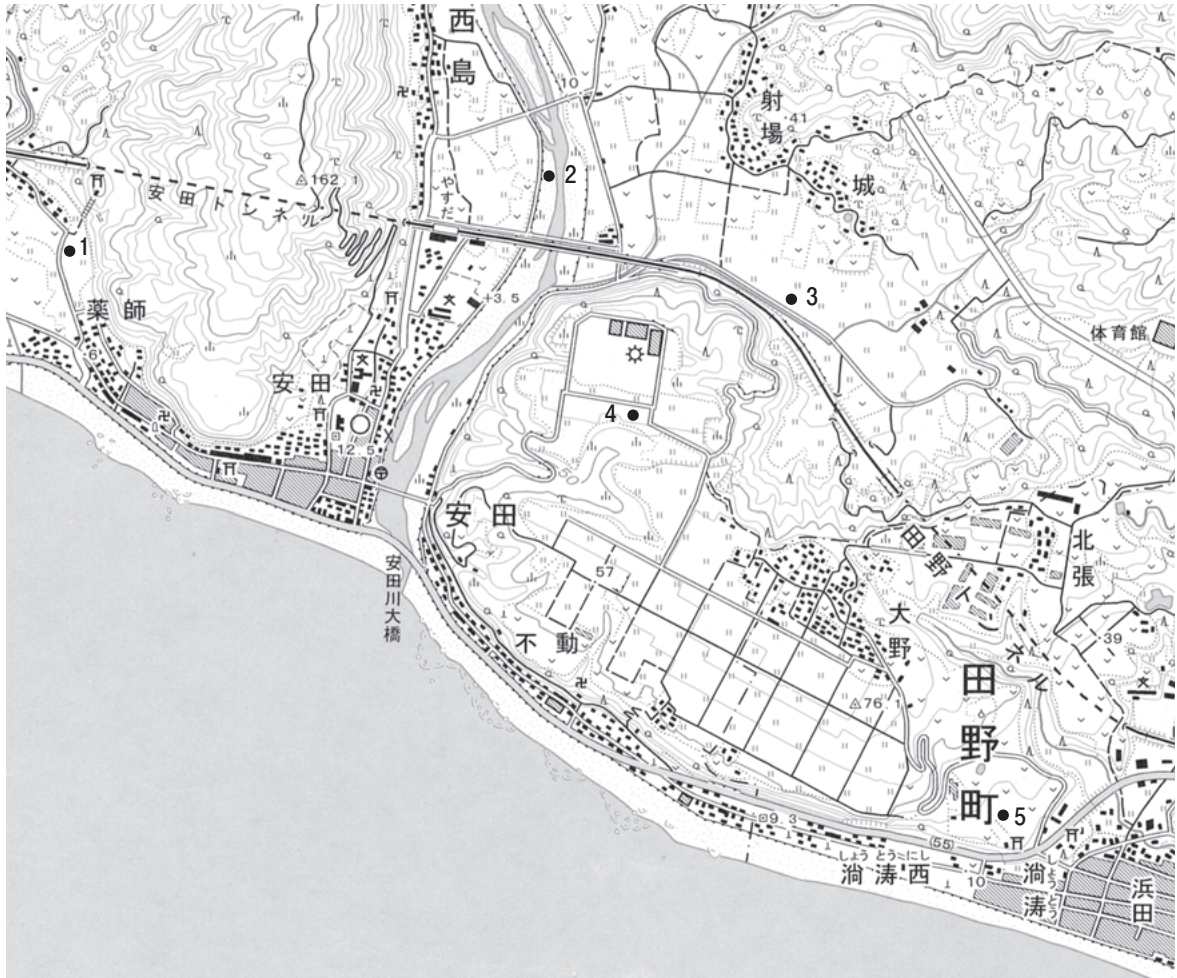 西島
50
10
射場
41
2
城
162.1
安田トンネル
やすだ
1
3
+3.5
薬師
6
体育館
安田
4
12.5
安田
安田川大橋
57
田野トンネル
北張
大野
不動
39
76.1
田野町
5
9.3
(55)
しょうとうにし
淌涛西
10
しょうとう
淌涛
浜田